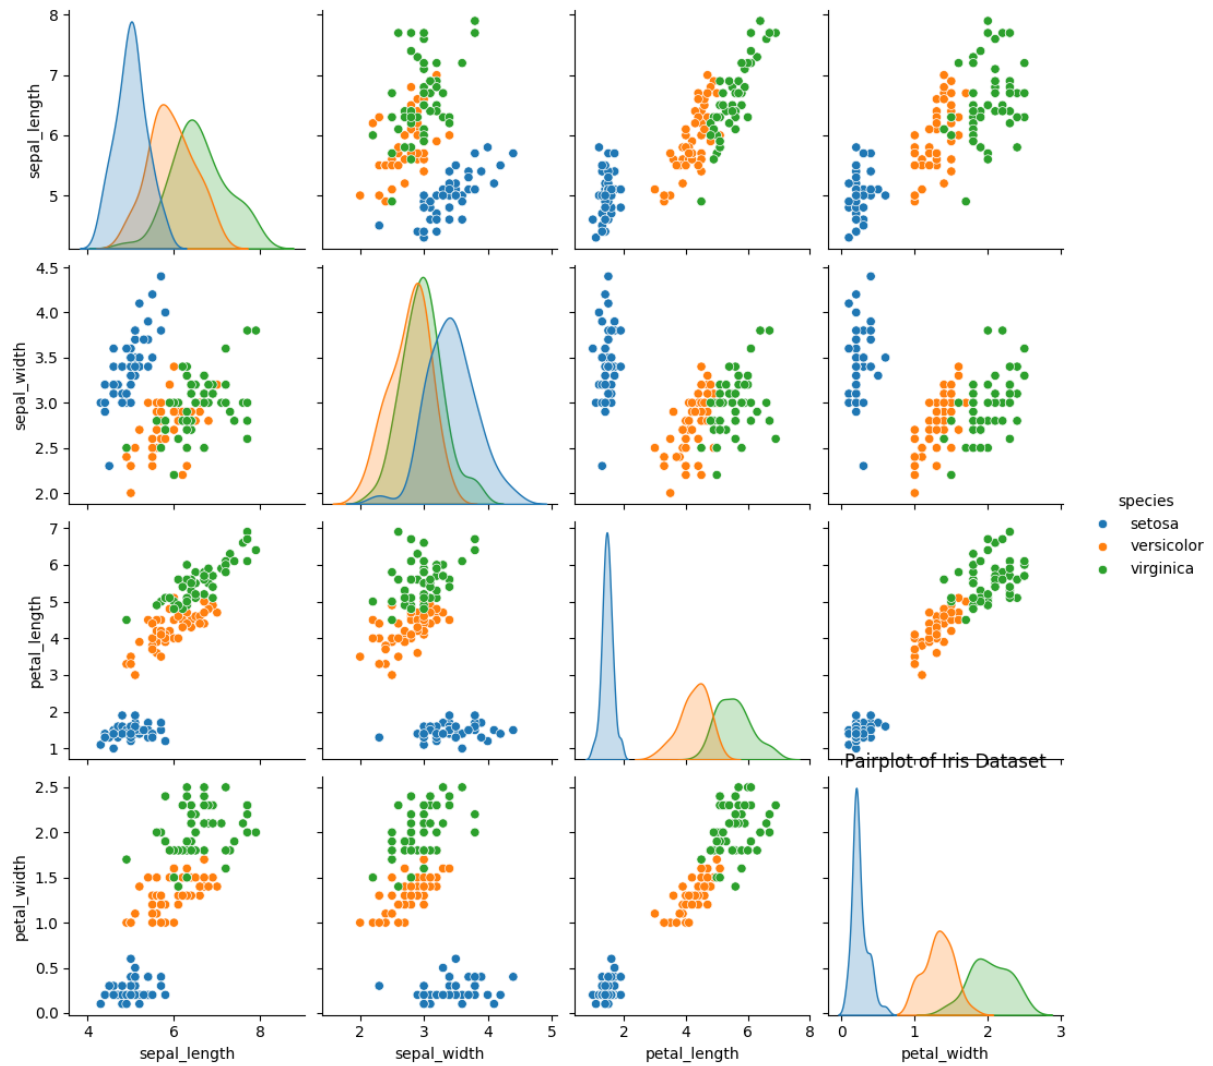 8
7
6
5
sepal_length
4.5
4.0
3.5
3.0
2.5
2.0
sepal_width
species
setosa
versicolor
virginica
7
6
5
4
3
2
1
petal_length
Pairplot of Iris Dataset
2.5
2.0
1.5
1.0
0.5
0.0
petal_width
4 6 8
2 3 4 5
2 4 6 8
0 1 2 3
sepal_length
sepal_width
petal_length
petal_width